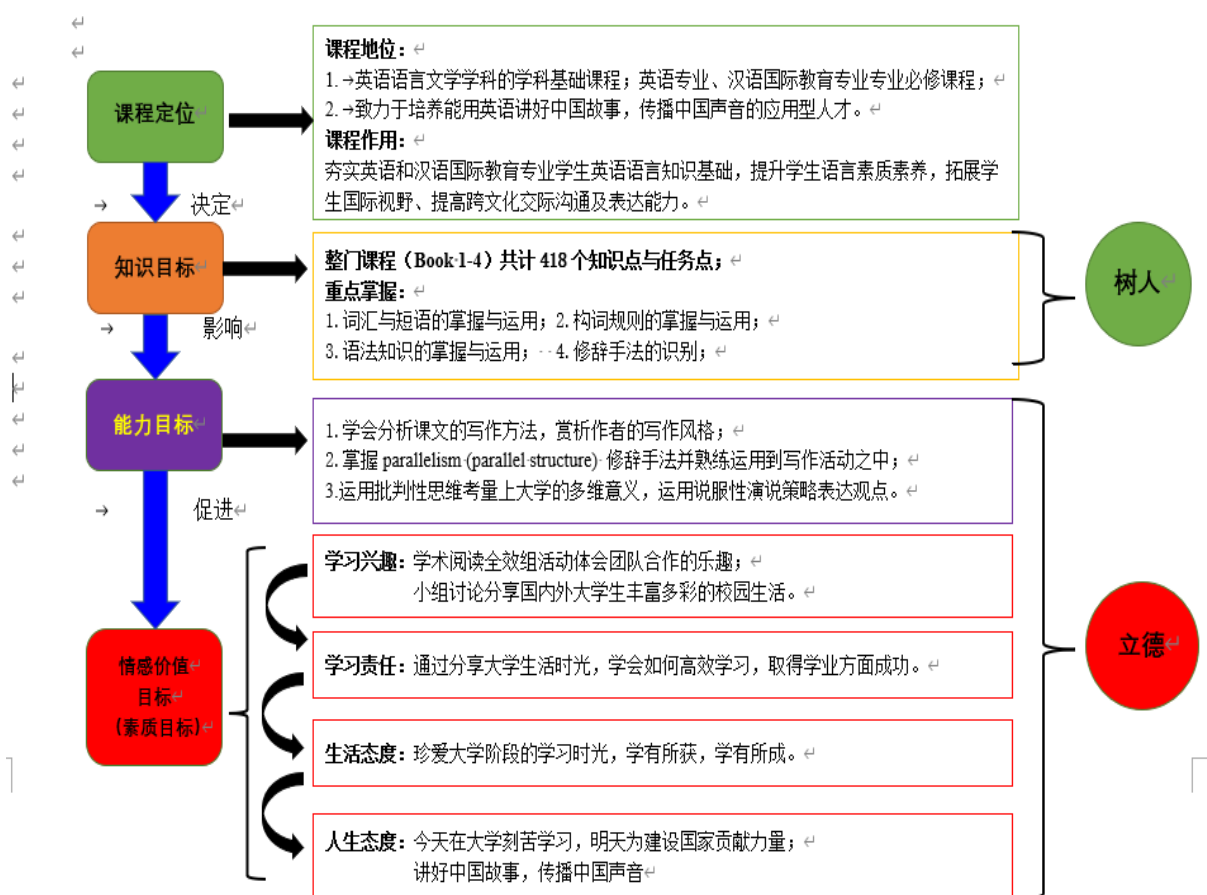 课程定位
课程地位：
1. →英语语言文学学科的学科基础课程；英语专业、汉语国际教育专业专业必修课程；
2. →致力于培养能用英语讲好中国故事，传播中国声音的应用型人才。
课程作用：
夯实英语和汉语国际教育专业学生英语语言知识基础，提升学生语言素质素养，拓展学
生国际视野、提高跨文化交际沟通及表达能力。
决定
知识目标
整门课程（Book 1-4）共计 418 个知识点与任务点；
重点掌握：
1. 词汇与短语的掌握与运用；2. 构词规则的掌握与运用；
3. 语法知识的掌握与运用； 4. 修辞手法的识别；
树人
影响
能力目标
1. 学会分析课文的写作方法，赏析作者的写作风格；
2. 掌握 parallelism (parallel structure) 修辞手法并熟练运用到写作活动之中；
3.运用批判性思维考量上大学的多维意义，运用说服性演说策略表达观点。
促进
情感价值
目标
（素质目标）
学习兴趣：学术阅读全效组活动体会团队合作的乐趣；
小组讨论分享国内外大学生丰富多彩的校园生活。
学习责任：通过分享大学生活时光，学会如何高效学习，取得学业方面成功。
生活态度：珍爱大学阶段的学习时光，学有所获，学有所成。
人生态度：今天在大学刻苦学习，明天为建设国家贡献力量；
讲好中国故事，传播中国声音
立德